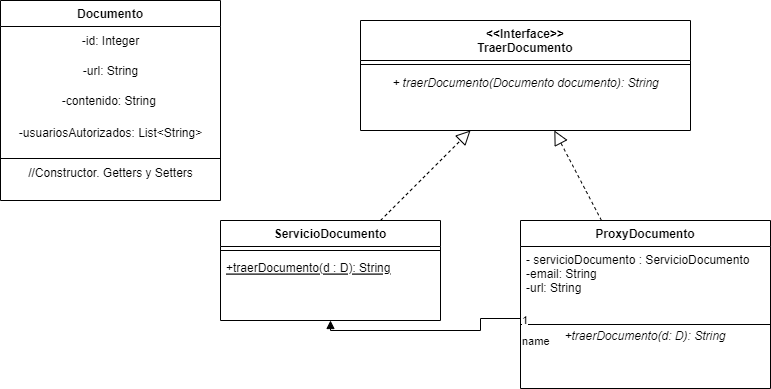 Documento
-id: Integer
-url: String
-contenido: String
-usuariosAutorizados: List<String>
//Constructor. Getters y Setters
<<Interface>>
TraerDocumento
+ traerDocumento(Documento documento): String
ServicioDocumento
+traerDocumento(d : D): String
ProxyDocumento
- servicioDocumento : ServicioDocumento
-email: String
-url: String
1
name
+traerDocumento(d: D): String